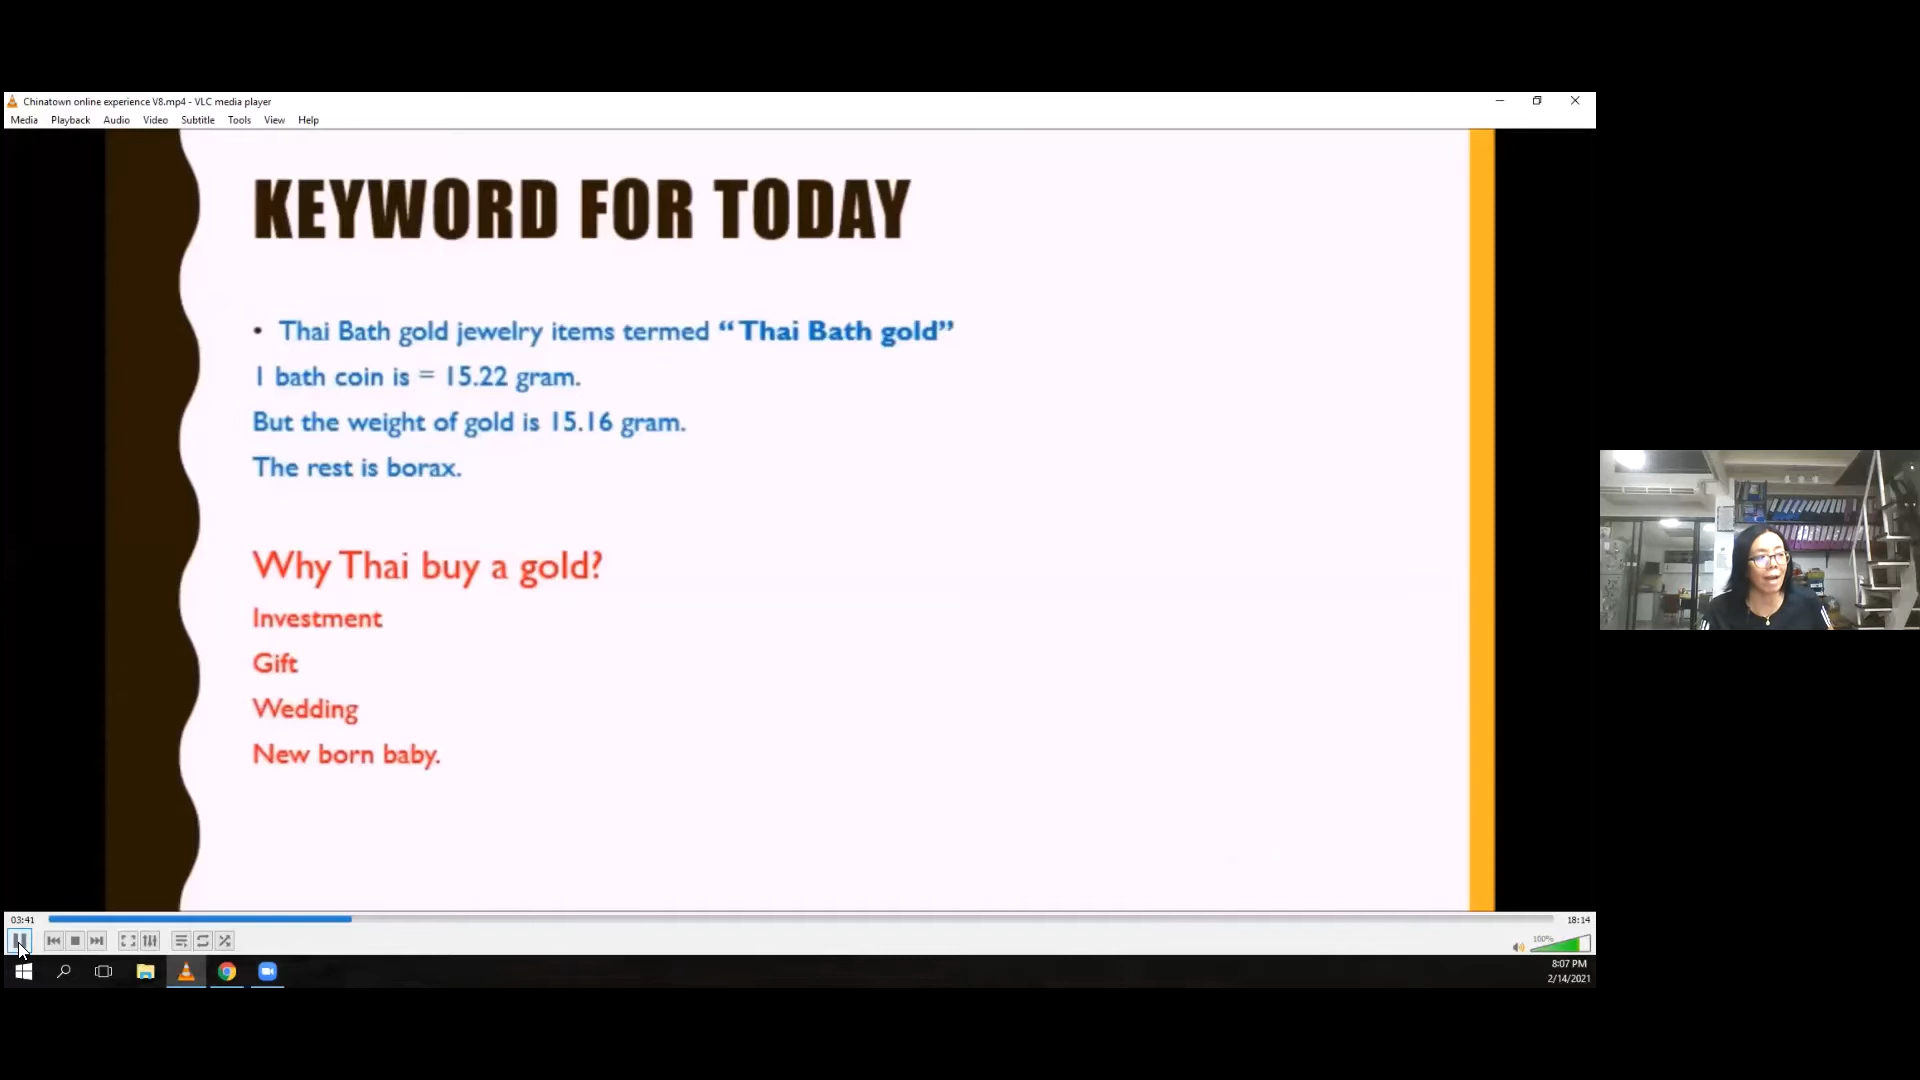 Chinatown online experience V8.mp4 - VLC media player
Media Playback Audio Video Subtitle Tools View Help
KEYWORD FOR TODAY
• Thai Bath gold jewelry items termed “Thai Bath gold”
1 bath coin is = 15.22 gram.
But the weight of gold is 15.16 gram.
The rest is borax.
Why Thai buy a gold?
Investment
Gift
Wedding
New born baby.
03:41
18:14
100%
8:07 PM
2/14/2021